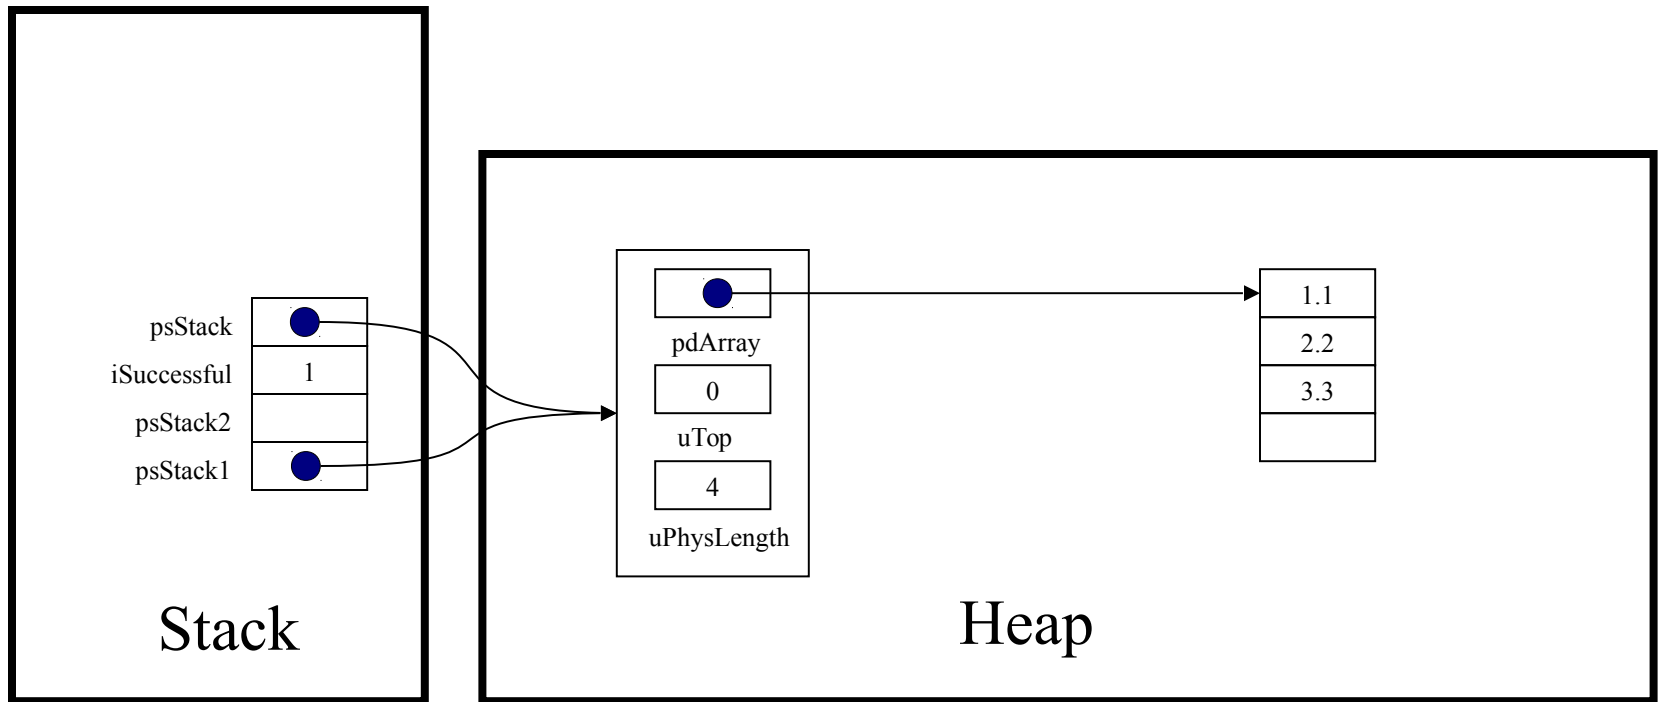 psStack
iSuccessful 1
psStack2
psStack1
Stack
pdArray
0
uTop
4
uPhysLength
1.1
2.2
3.3
Heap